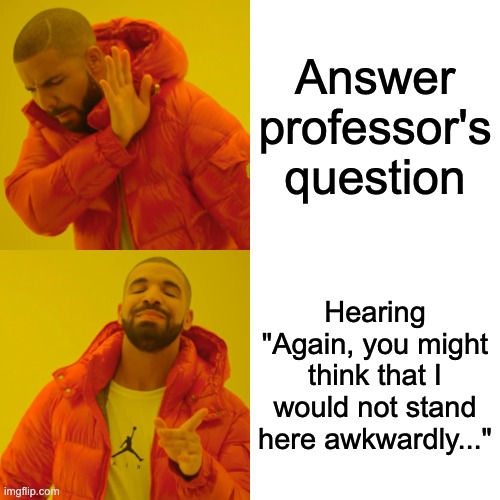 Answer
professor's
question
Hearing
"Again, you might
think that I
would not stand
here awkwardly..."
imgflip.com